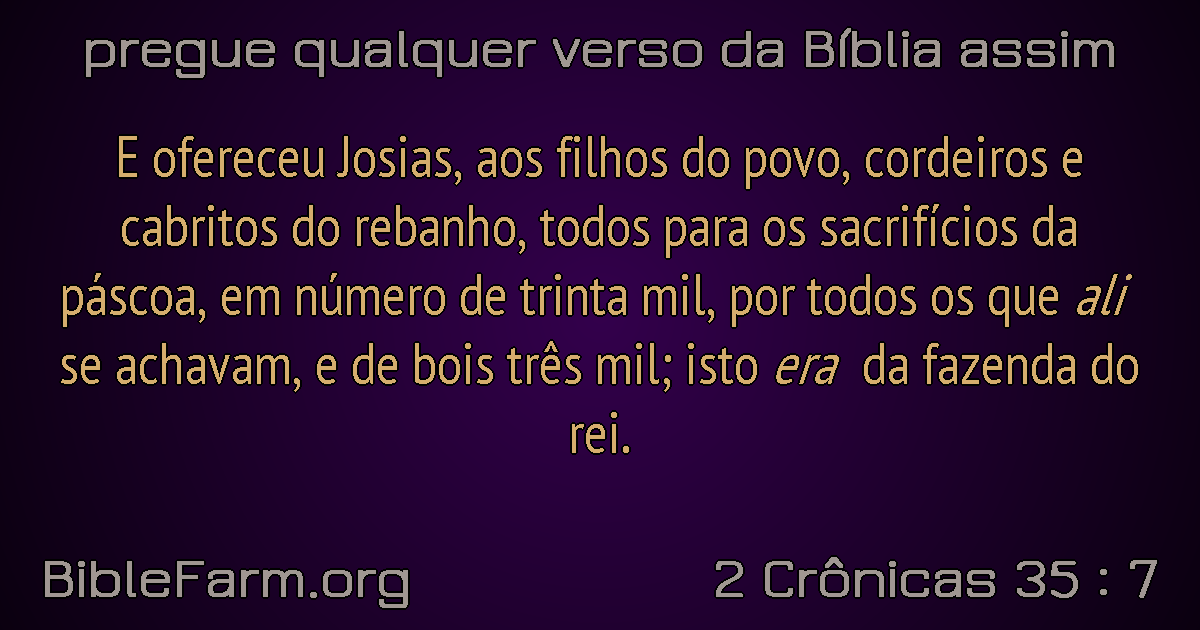 pregue qualquer verso da Bíblia assim
E ofereceu Josias, aos filhos do povo, cordeiros e
cabritos do rebanho, todos para os sacrifícios da
páscoa, em número de trinta mil, por todos os que ali
se achavam, e de bois três mil; isto era da fazenda do
rei.
BibleFarm.org
2 Crônicas 35 : 7